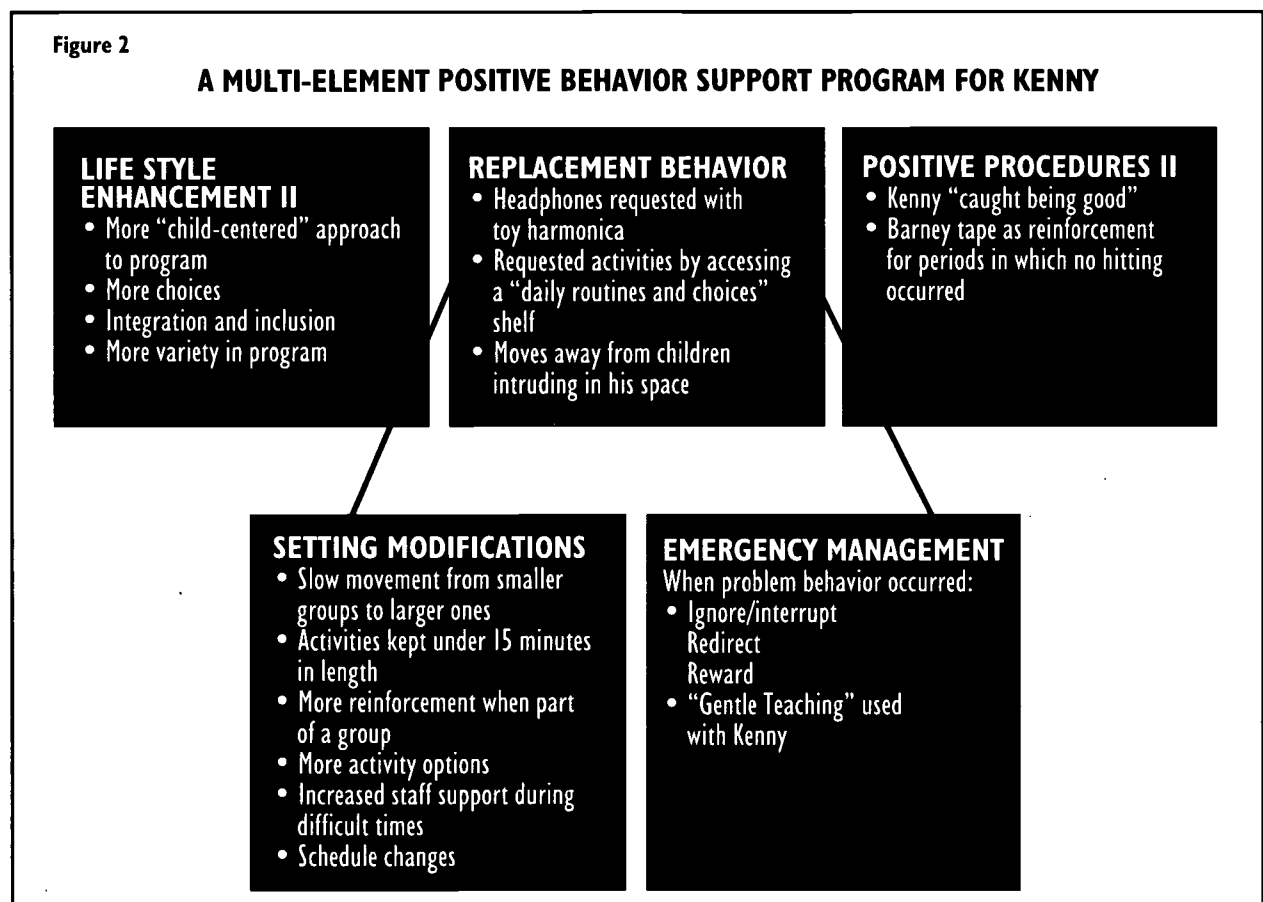 Figure 2
A MULTI-ELEMENT POSITIVE BEHAVIOR SUPPORT PROGRAM FOR KENNY
LIFE STYLE
ENHANCEMENT II
• More “child-centered” approach
to program
• More choices
• Integration and inclusion
• More variety in program
REPLACEMENT BEHAVIOR
• Headphones requested with
toy harmonica
• Requested activities by accessing
a “daily routines and choices”
shelf
• Moves away from children
intruding in his space
POSITIVE PROCEDURES II
• Kenny “caught being good”
• Barney tape as reinforcement
for periods in which no hitting
occurred
SETTING MODIFICATIONS
• Slow movement from smaller
groups to larger ones
• Activities kept under 15 minutes
in length
• More reinforcement when part
of a group
• More activity options
• Increased staff support during
difficult times
• Schedule changes
EMERGENCY MANAGEMENT
When problem behavior occurred:
• Ignore/interrupt
Redirect
Reward
• “Gentle Teaching” used
with Kenny